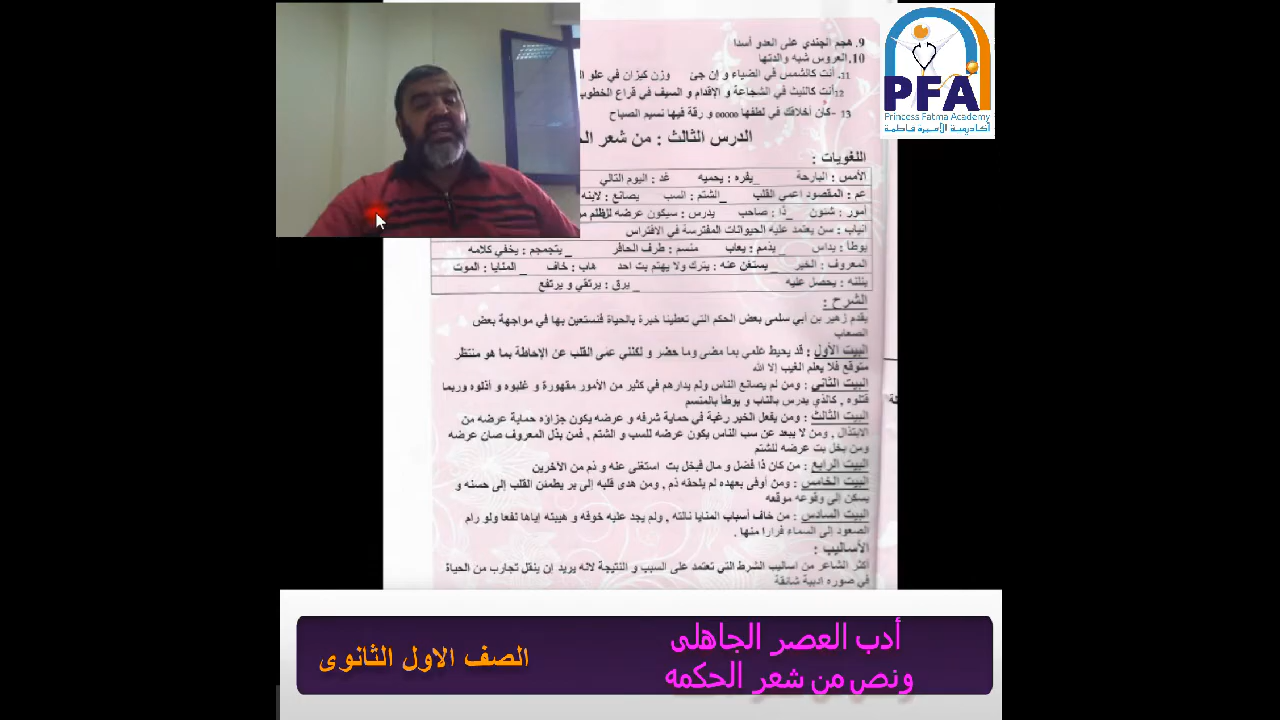 PFA
Princess Fatma Academy
أكاديمية الأميرة فاطمة
9. هجم الجندي على العدو أسدا
10. العروس شبه والدتها
11. أنت كالشمس في الضياء و إن جئ وزن كيزان في علو ال
12 أنت كالليث في الشجاعة و الإقدام و السيف في قراع الخطوب
13 - كأن أخلاقك في لطفها ooooo و رقة فيها نسيم الصباح
الدرس الثالث : من شعر ال
اللغويات :
الأمس : البارحة _يفره : يحميه غد : اليوم التالي
عم : المقصود اعمي القلب _الشتم : السب يصانع : لاينه
أمور : شئون _ذا : صاحب يدرس : سيكون عرضه للظلم
انياب : سن يعتمد عليه الحيوانات المفترسة في الافتراس
يوطأ : يداس _ يذمم : يعاب منسم : طرف الحافر _ يتجمجم : يخفي كلامه
المعروف : الخير _ يستغن عنه : يترك ولا يهتم بت احد هاب : خاف _ المنايا : الموت
ينلنه : يحصل عليه _ يرق : يرتقي و يرتفع
الشرح :
يقدم زهير بن أبي سلمى بعض الحكم التي تعطينا خبرة بالحياة فنستعين بها في مواجهة بعض
الصعاب
البيت الأول : قد يحيط علمي بما مضى وما حضر و لكنني عمى القلب عن الإحاطة بما هو منتظر
متوقع فلا يعلم الغيب إلا الله
البيت الثاني : ومن لم يصانع الناس ولم يدارهم في كثير من الأمور مقهورة و غلبوه و أذلوه وربما
قتلوه , كالذي يدرس بالناب و يوطأ بالمنسم
البيت الثالث : ومن يفعل الخير رغبة في حماية شرفه و عرضه يكون جزاؤه حماية عرضه من
الابتذال , ومن لا يبعد عن سب الناس يكون عرضه للسب و الشتم , فمن بذل المعروف صان عرضه
ومن بخل بت عرضه للشتم
البيت الرابع : من كان ذا فضل و مال فبخل بت استغنى عنه و ذم من الآخرين
البيت الخامس : ومن أوفى بعهده لم يلحقه ذم , ومن هدى قلبه إلى بر يطمئن القلب إلى حسنه و
يسكن إلى وقوعه موقعه
البيت السادس : من خاف أسباب المنايا نالته , ولم يجد عليه خوفه و هيبته إياها نفعا ولو رام
الصعود إلى السماء فرارا منها .
الأساليب :
أكثر الشاعر من اساليب الشرط التي تعتمد على السبب و النتيجة لانه يريد ان ينقل تجارب من الحياة
في صوره ادبية شائقة
أدب العصر الجاهلى
ونص من شعر الحكمه
الصف الاول الثانوى